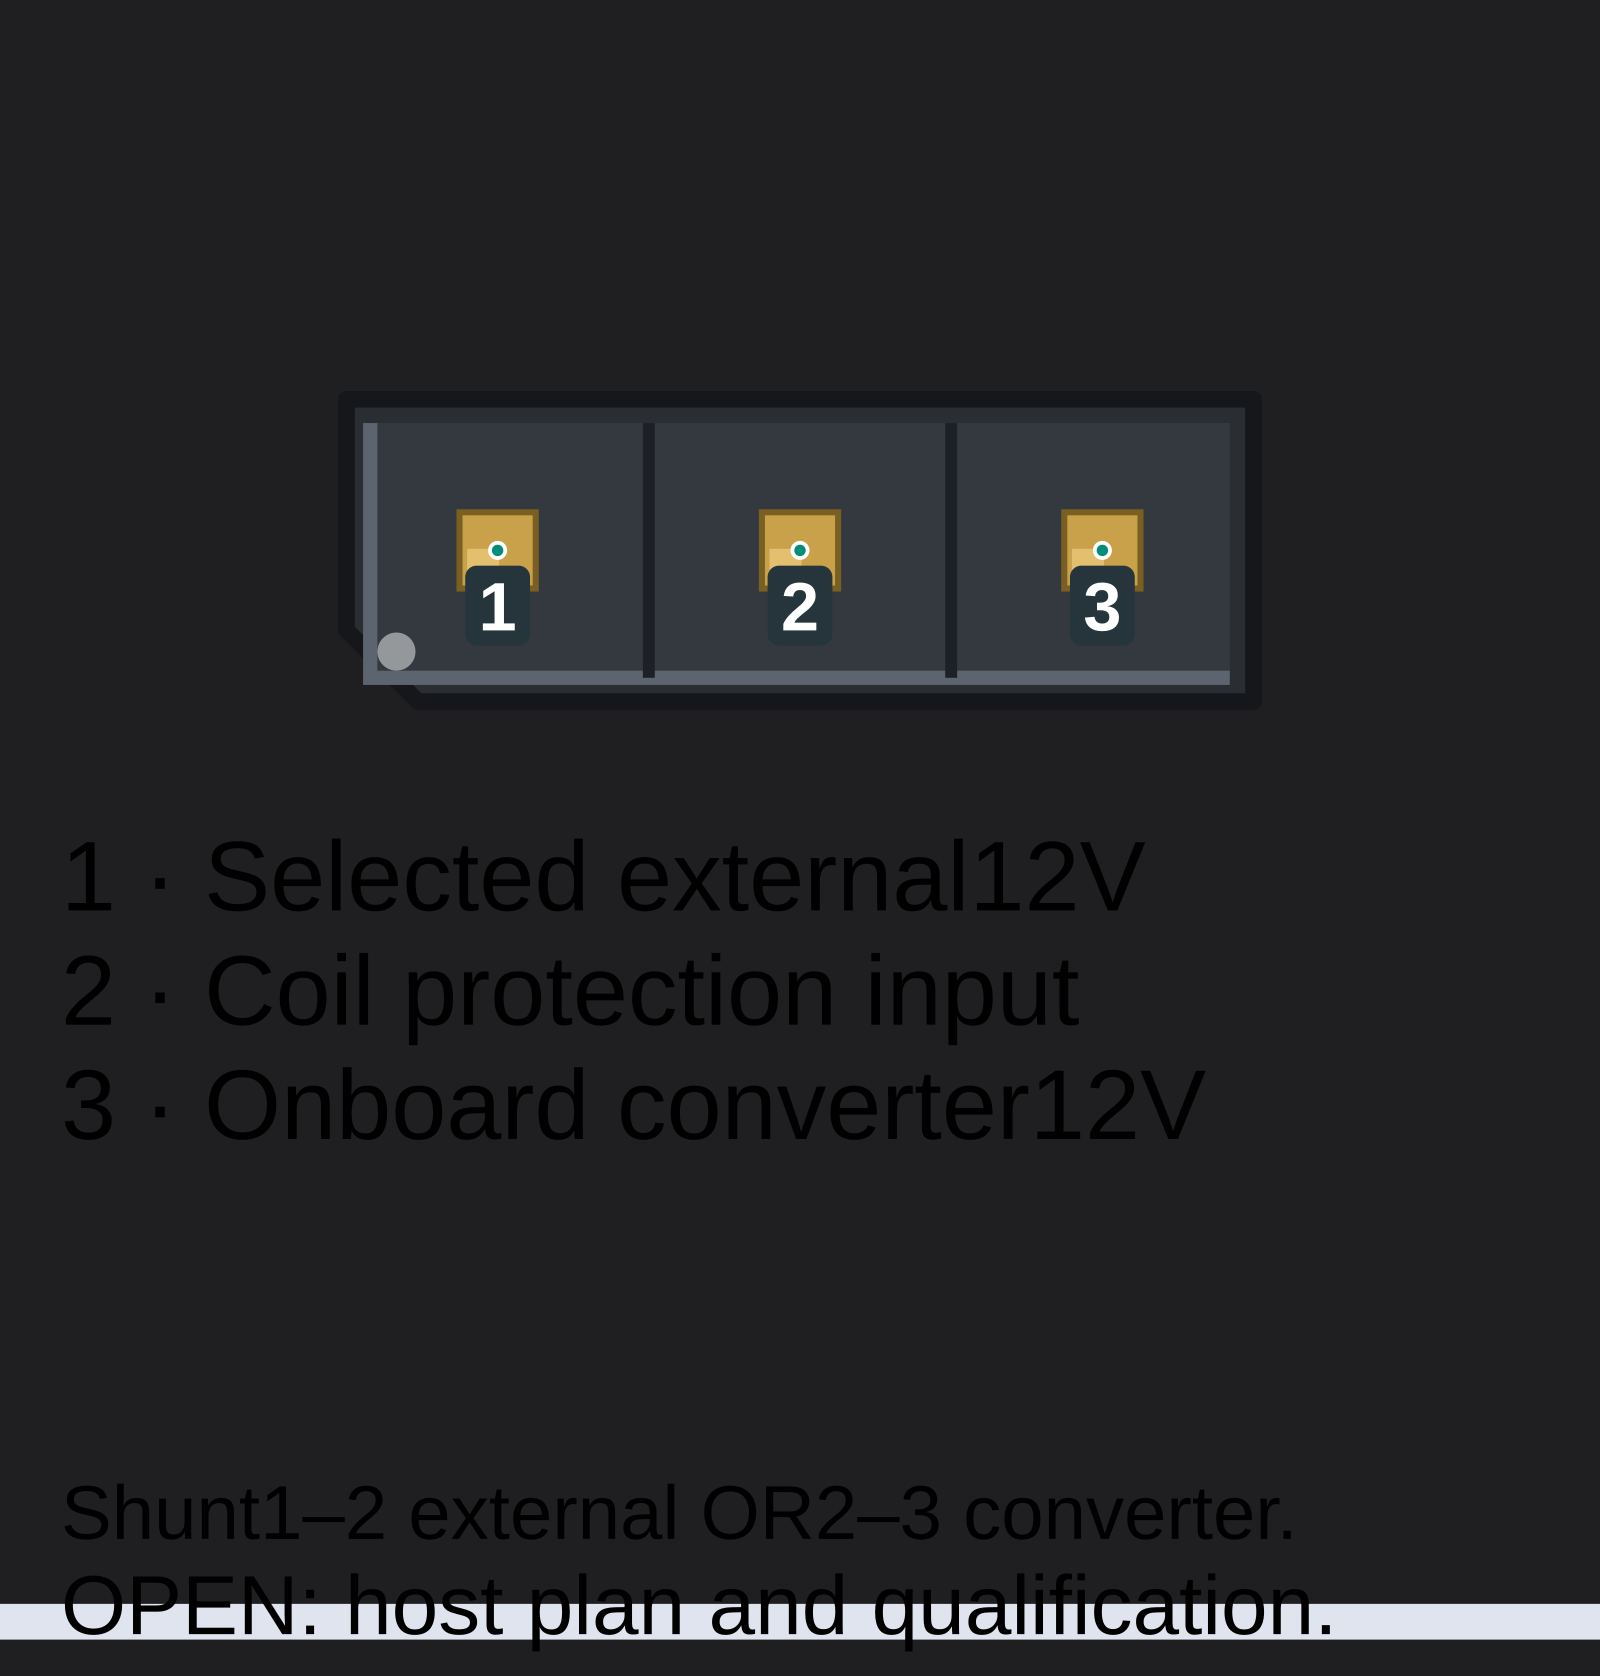 1 2 3
1 · Selected external12V
2 · Coil protection input
3 · Onboard converter12V
Shunt1–2 external OR2–3 converter.
OPEN: host plan and qualification.